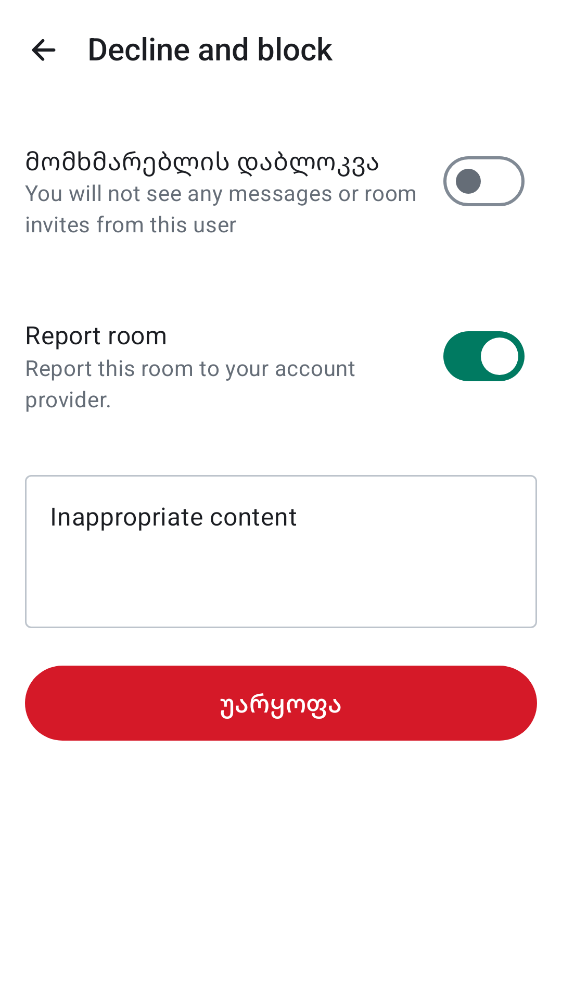 Decline and block
მომხმარებლის დაბლოკვა
You will not see any messages or room
invites from this user
Report room
Report this room to your account
provider.
Inappropriate content
უარყოფა